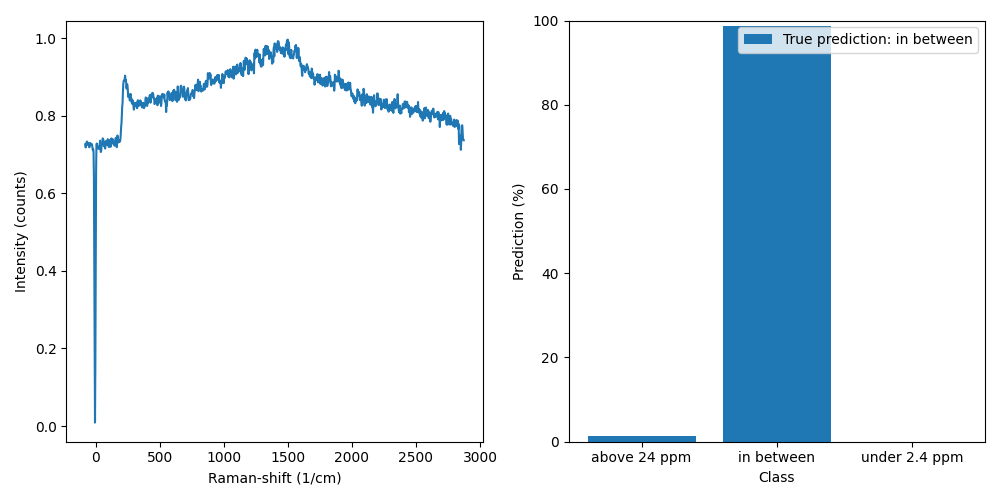 1.0
0.8
0.6
0.4
0.2
0.0
Intensity (counts)
0 500 1000 1500 2000 2500 3000
Raman-shift (1/cm)
100
80
60
40
20
0
Prediction (%)
True prediction: in between
above 24 ppm in between under 2.4 ppm
Class